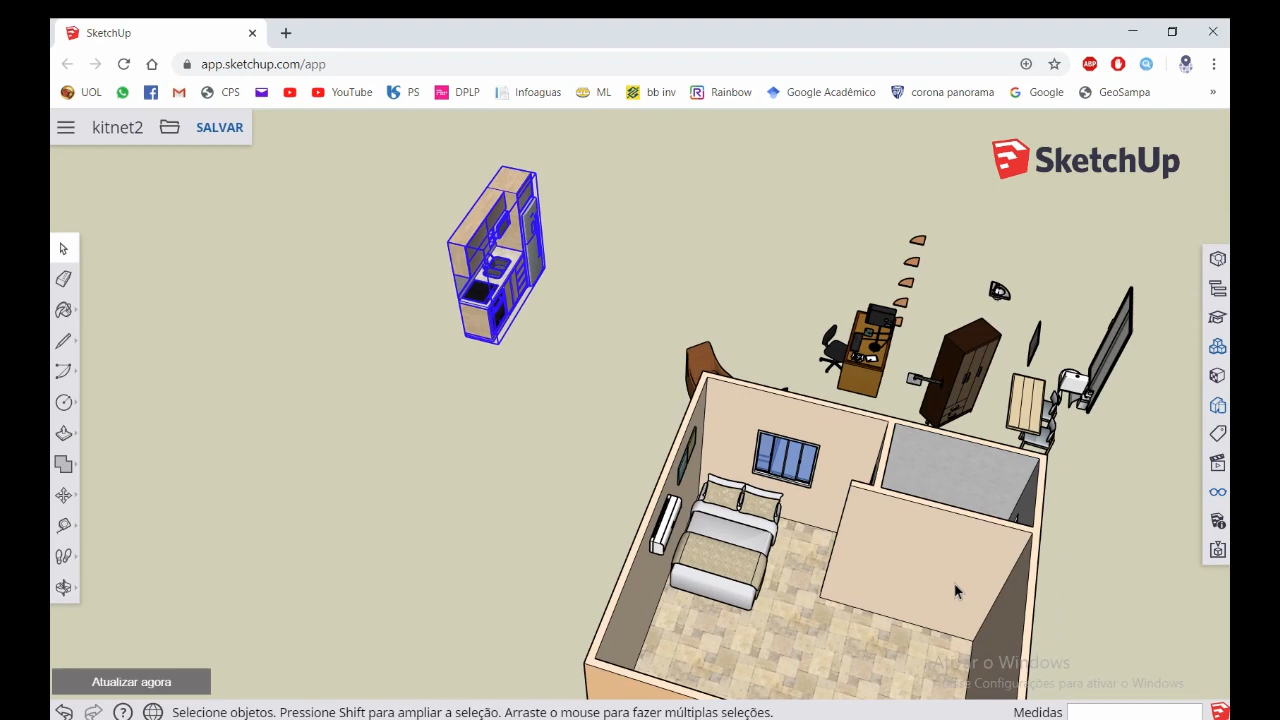 SketchUp
app.sketchup.com/app
ABP
UOL
CPS
YouTube
PS
DPLP
Infoaguas
ML
bb inv
Rainbow
Google Acadêmico
corona panorama
Google
GeoSampa
»
kitnet2
SALVAR
SketchUp
Ativar o Windows
Acesse Configurações para ativar o Windows
Atualizar agora
Selecione objetos. Pressione Shift para ampliar a seleção. Arraste o mouse para fazer múltiplas seleções.
Medidas